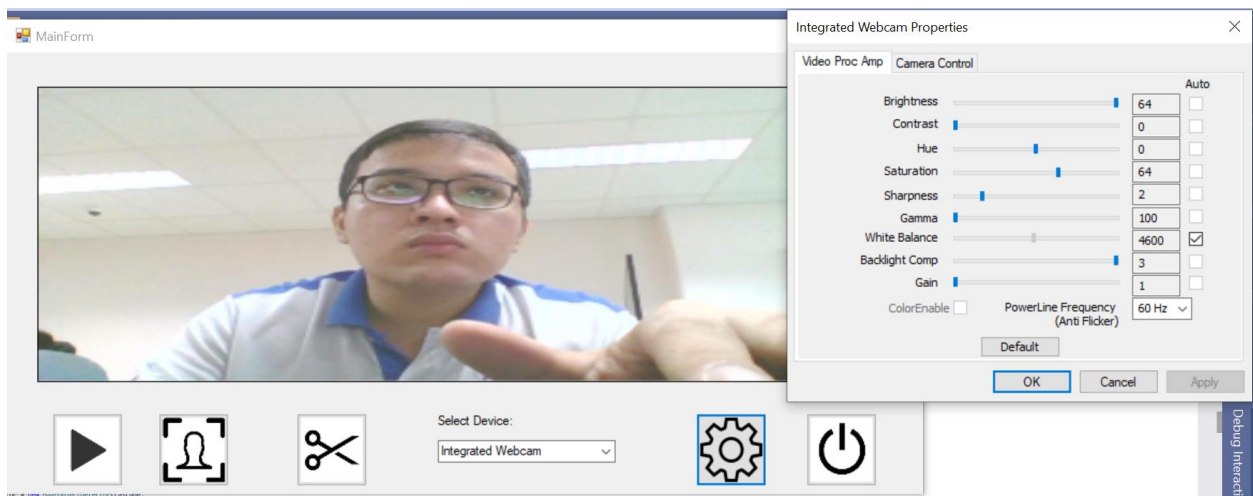 MainForm
Select Device:
Integrated Webcam
Integrated Webcam Properties
Video Proc Amp Camera Control
Auto
Brightness 64
Contrast 0
Hue 0
Saturation 64
Sharpness 2
Gamma 100
White Balance 4600
Backlight Comp 3
Gain 1
ColorEnable PowerLine Frequency 60 Hz
(Anti Flicker)
Default
OK Cancel Apply
Debug Interacti